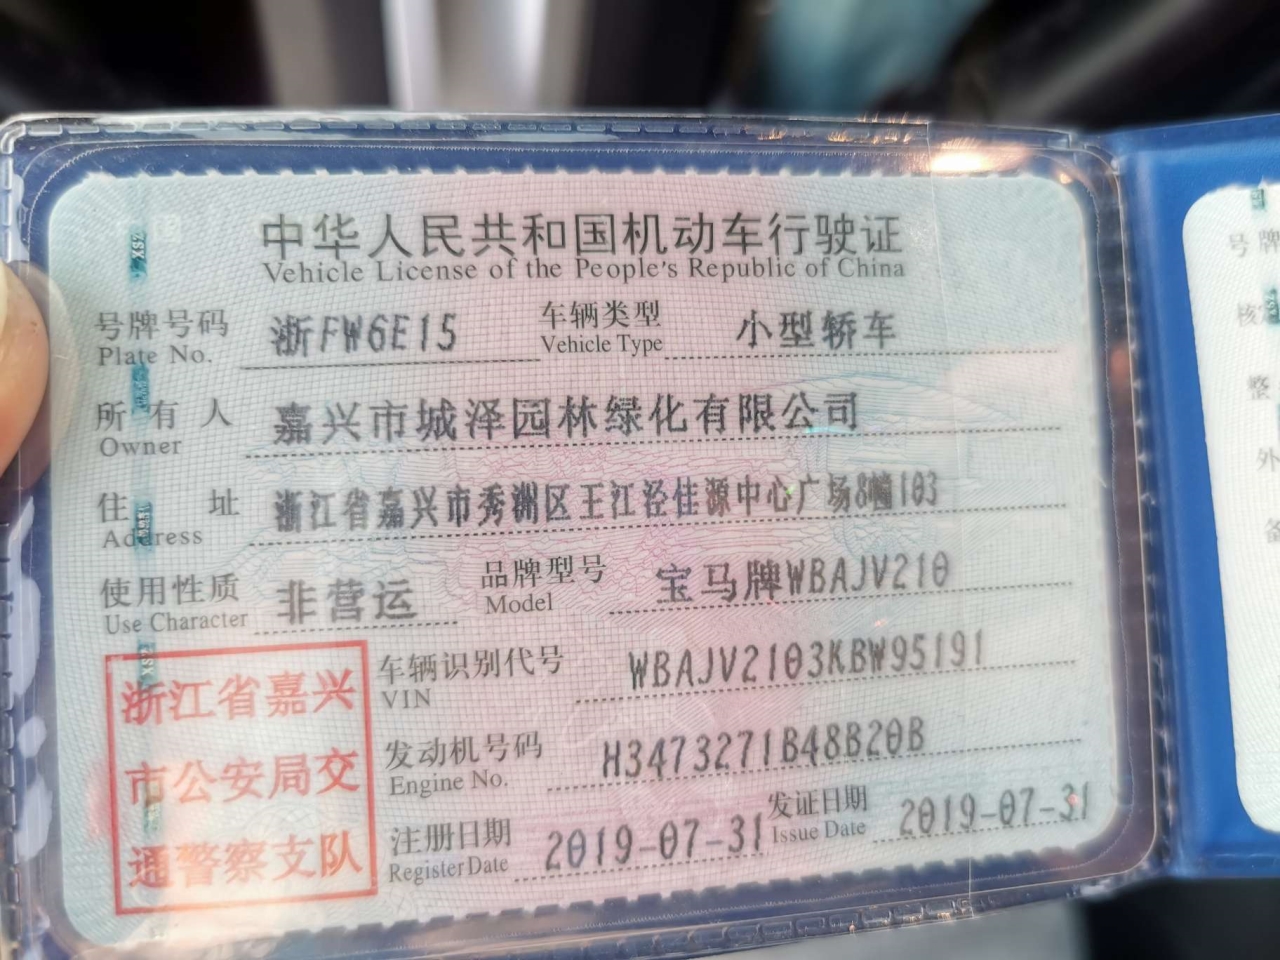 中华人民共和国机动车行驶证
Vehicle License of the People's Republic of China
号牌号码 浙FW6E15 车辆类型 小型轿车
Plate No. Vehicle Type
所有人 嘉兴市城泽园林绿化有限公司
Owner
住址 浙江省嘉兴市秀洲区王江泾佳源中心广场8幢103
Address
使用性质 非营运 品牌型号 宝马牌WBAJV210
Use Character Model
车辆识别代号 WBAJV2103KBW95191
VIN
发动机号码 H3473271B48B20B
Engine No.
注册日期 2019-07-31 发证日期 2019-07-31
Register Date Issue Date
浙江省嘉兴
市公安局交
通警察支队
号牌
核
整
外